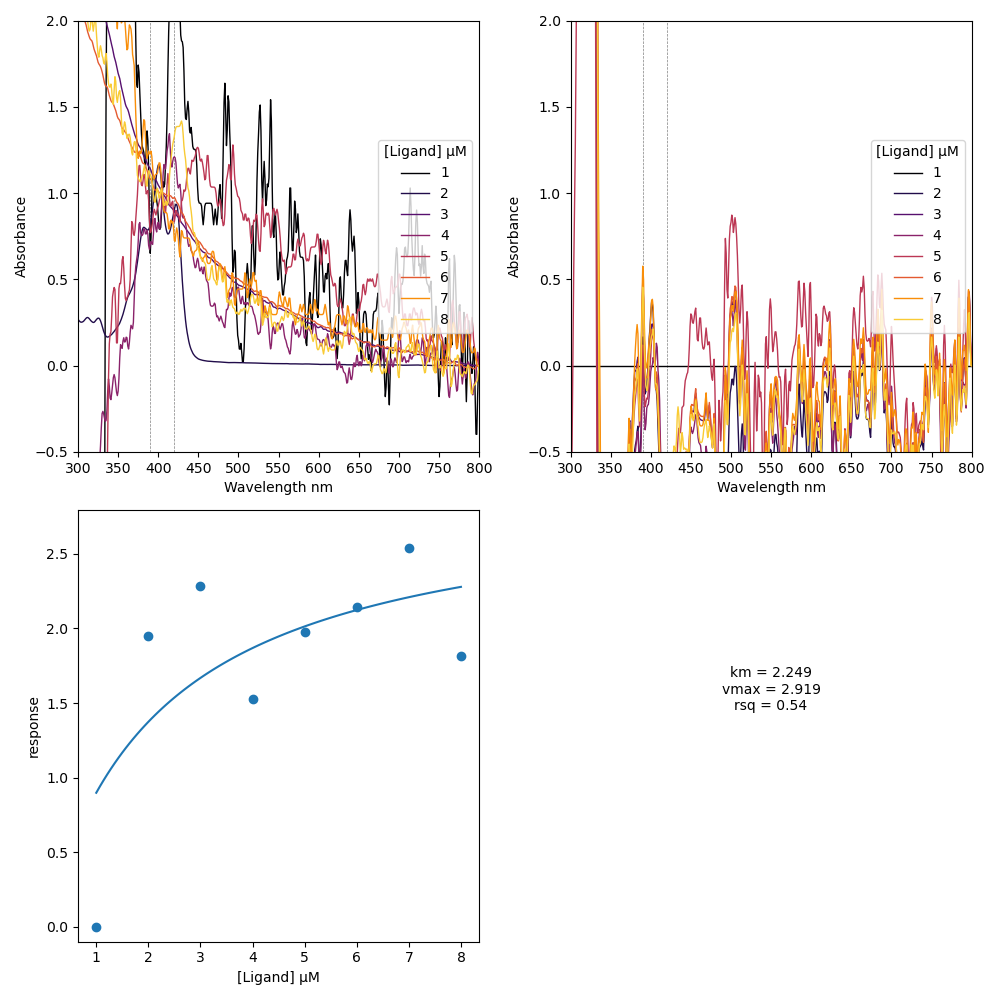 2.0
1.5
1.0
0.5
0.0
−0.5
Absorbance
300 350 400 450 500 550 600 650 700 750 800
Wavelength nm
[Ligand] µM
1
2
3
4
5
6
7
8
2.0
1.5
1.0
0.5
0.0
−0.5
Absorbance
300 350 400 450 500 550 600 650 700 750 800
Wavelength nm
[Ligand] µM
1
2
3
4
5
6
7
8
2.5
2.0
1.5
1.0
0.5
0.0
response
1 2 3 4 5 6 7 8
[Ligand] µM
km = 2.249
vmax = 2.919
rsq = 0.54